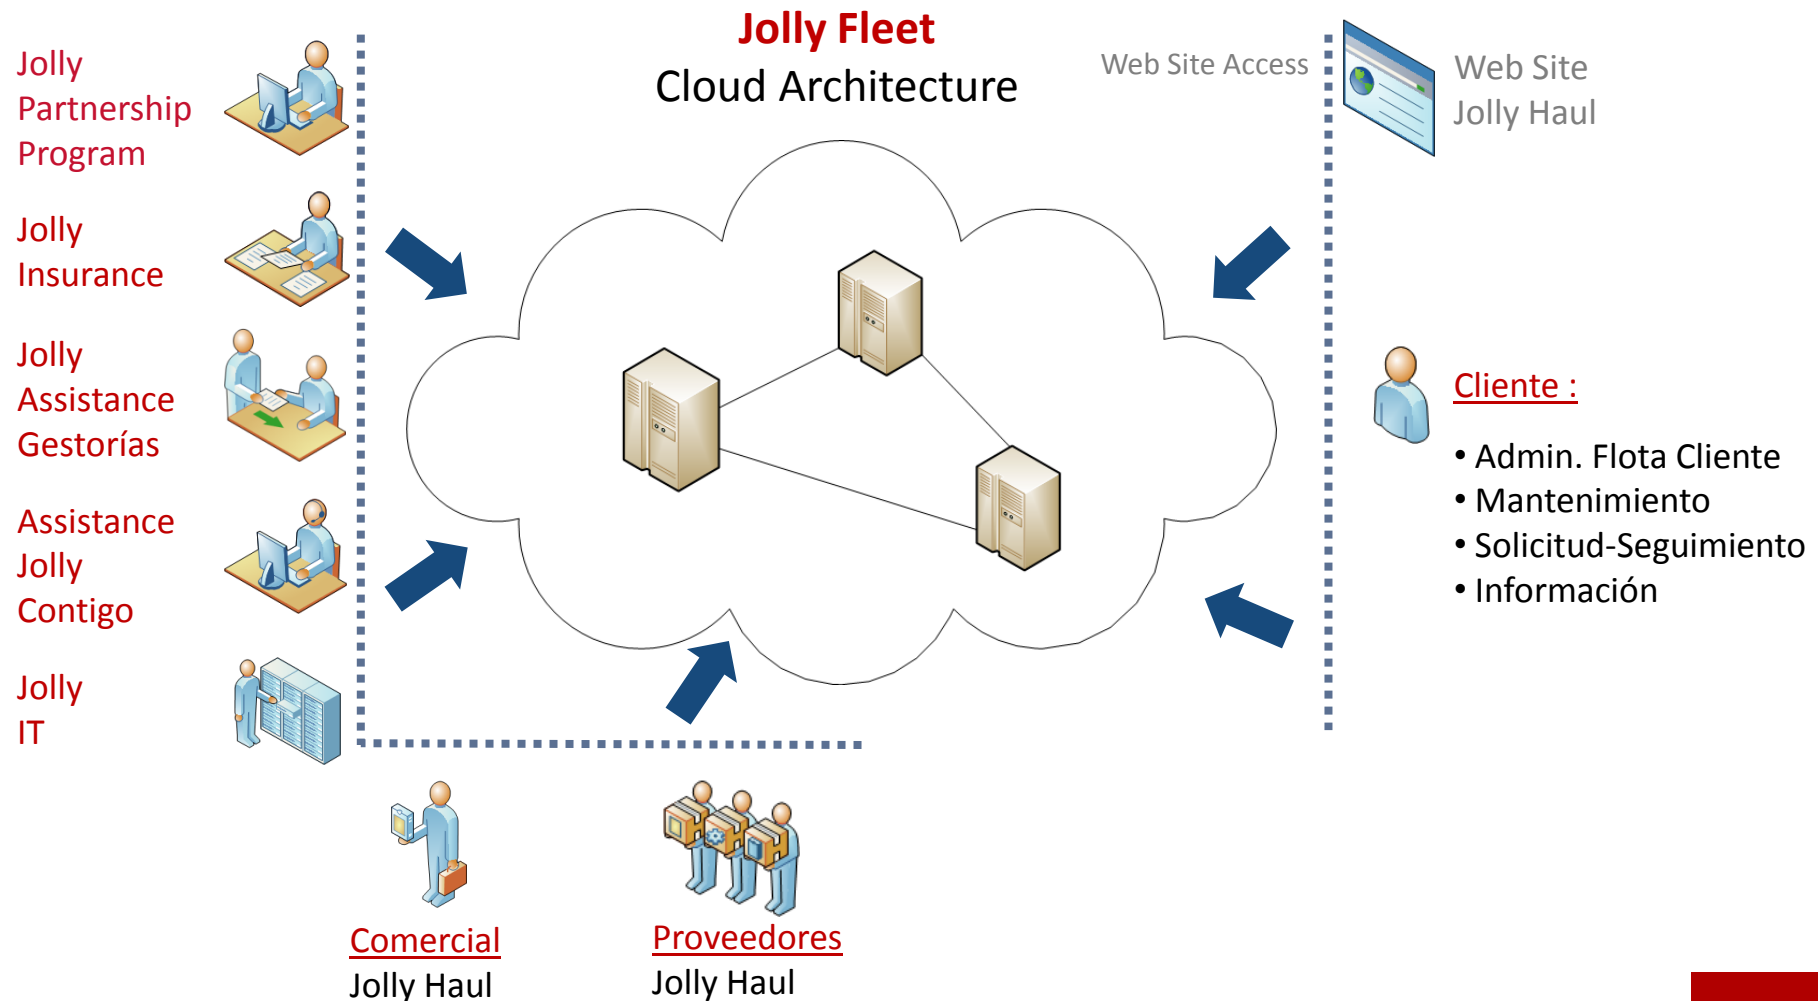 Jolly Fleet
Cloud Architecture
Jolly
Partnership
Program
Jolly
Insurance
Jolly
Assistance
Gestorías
Assistance
Jolly
Contigo
Jolly
IT
Comercial
Jolly Haul
Proveedores
Jolly Haul
Web Site Access
Web Site
Jolly Haul
Cliente :
• Admin. Flota Cliente
• Mantenimiento
• Solicitud-Seguimiento
• Información